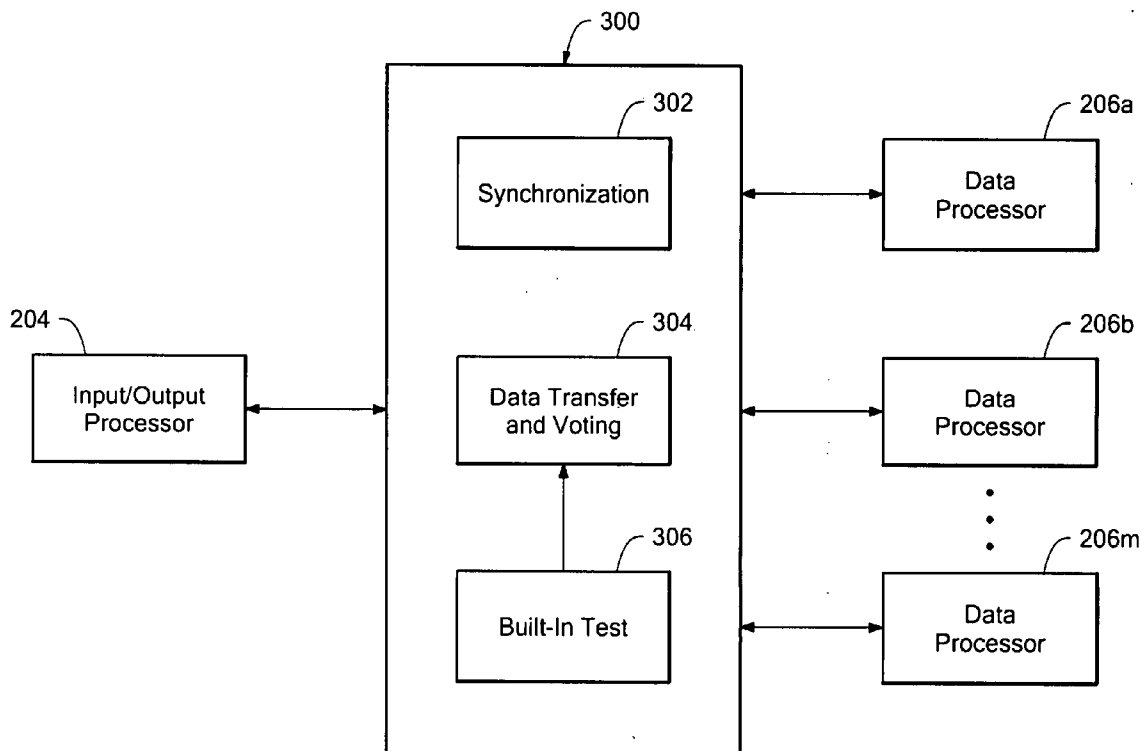 300
302
206a
Synchronization
Data
Processor
204
304
206b
Input/Output
Processor
Data Transfer
and Voting
Data
Processor
306
206m
Built-In Test
Data
Processor